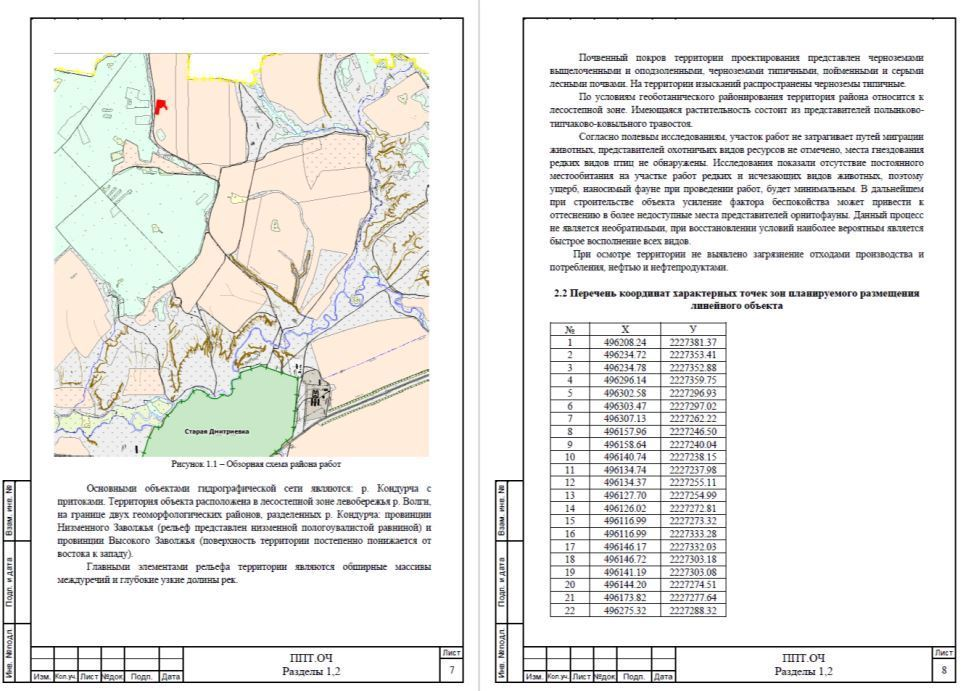 Старая Дмитриевка
Рисунок 1.1 – Обзорная схема района работ
Основными объектами гидрографической сети являются: р. Кондурча с
притоками. Территория объекта расположена в лесостепной зоне левобережья р. Волги,
на границе двух геоморфологических районов, разделенных р. Кондурча: провинции
Низменного Заволжья (рельеф представлен низменной пологоувалистой равниной) и
провинции Высокого Заволжья (поверхность территории постепенно понижается от
востока к западу).
Главными элементами рельефа территории являются обширные массивы
междуречий и глубокие узкие долины рек.
Взам. инв. №
Подп. и дата
Инв. №подл.
Изм. Кол.уч. Лист №док Подп. Дата
ППТ.ОЧ
Разделы 1,2
Лист
7
Почвенный покров территории проектирования представлен черноземами
выщелоченными и оподзоленными, черноземами типичными, пойменными и серыми
лесными почвами. На территории изысканий распространены черноземы типичные.
По условиям геоботанического районирования территория района относится к
лесостепной зоне. Имеющаяся растительность состоит из представителей полынково-
типчаково-ковыльного травостоя.
Согласно полевым исследованиям, участок работ не затрагивает путей миграции
животных, представителей охотничьих видов ресурсов не отмечено, места гнездования
редких видов птиц не обнаружены. Исследования показали отсутствие постоянного
местообитания на участке работ редких и исчезающих видов животных, поэтому
ущерб, наносимый фауне при проведении работ, будет минимальным. В дальнейшем
при строительстве объекта усиление фактора беспокойства может привести к
оттеснению в более недоступные места представителей орнитофауны. Данный процесс
не является необратимыми, при восстановлении условий наиболее вероятным является
быстрое восполнение всех видов.
При осмотре территории не выявлено загрязнение отходами производства и
потребления, нефтью и нефтепродуктами.
2.2 Перечень координат характерных точек зон планируемого размещения
линейного объекта
№ Х У
1 496208.24 2227381.37
2 496234.72 2227353.41
3 496234.78 2227352.88
4 496296.14 2227359.75
5 496302.58 2227296.93
6 496303.47 2227297.02
7 496307.13 2227262.22
8 496157.96 2227246.50
9 496158.64 2227240.04
10 496140.74 2227238.15
11 496134.74 2227237.98
12 496134.37 2227255.11
13 496127.70 2227254.99
14 496126.02 2227272.81
15 496116.99 2227273.32
16 496116.99 2227333.28
17 496146.17 2227332.03
18 496146.72 2227303.18
19 496141.19 2227303.08
20 496144.20 2227274.51
21 496173.82 2227277.64
22 496275.32 2227288.32
Взам. инв. №
Подп. и дата
Инв. №подл.
Изм. Кол.уч. Лист №док Подп. Дата
ППТ.ОЧ
Разделы 1,2
Лист
8